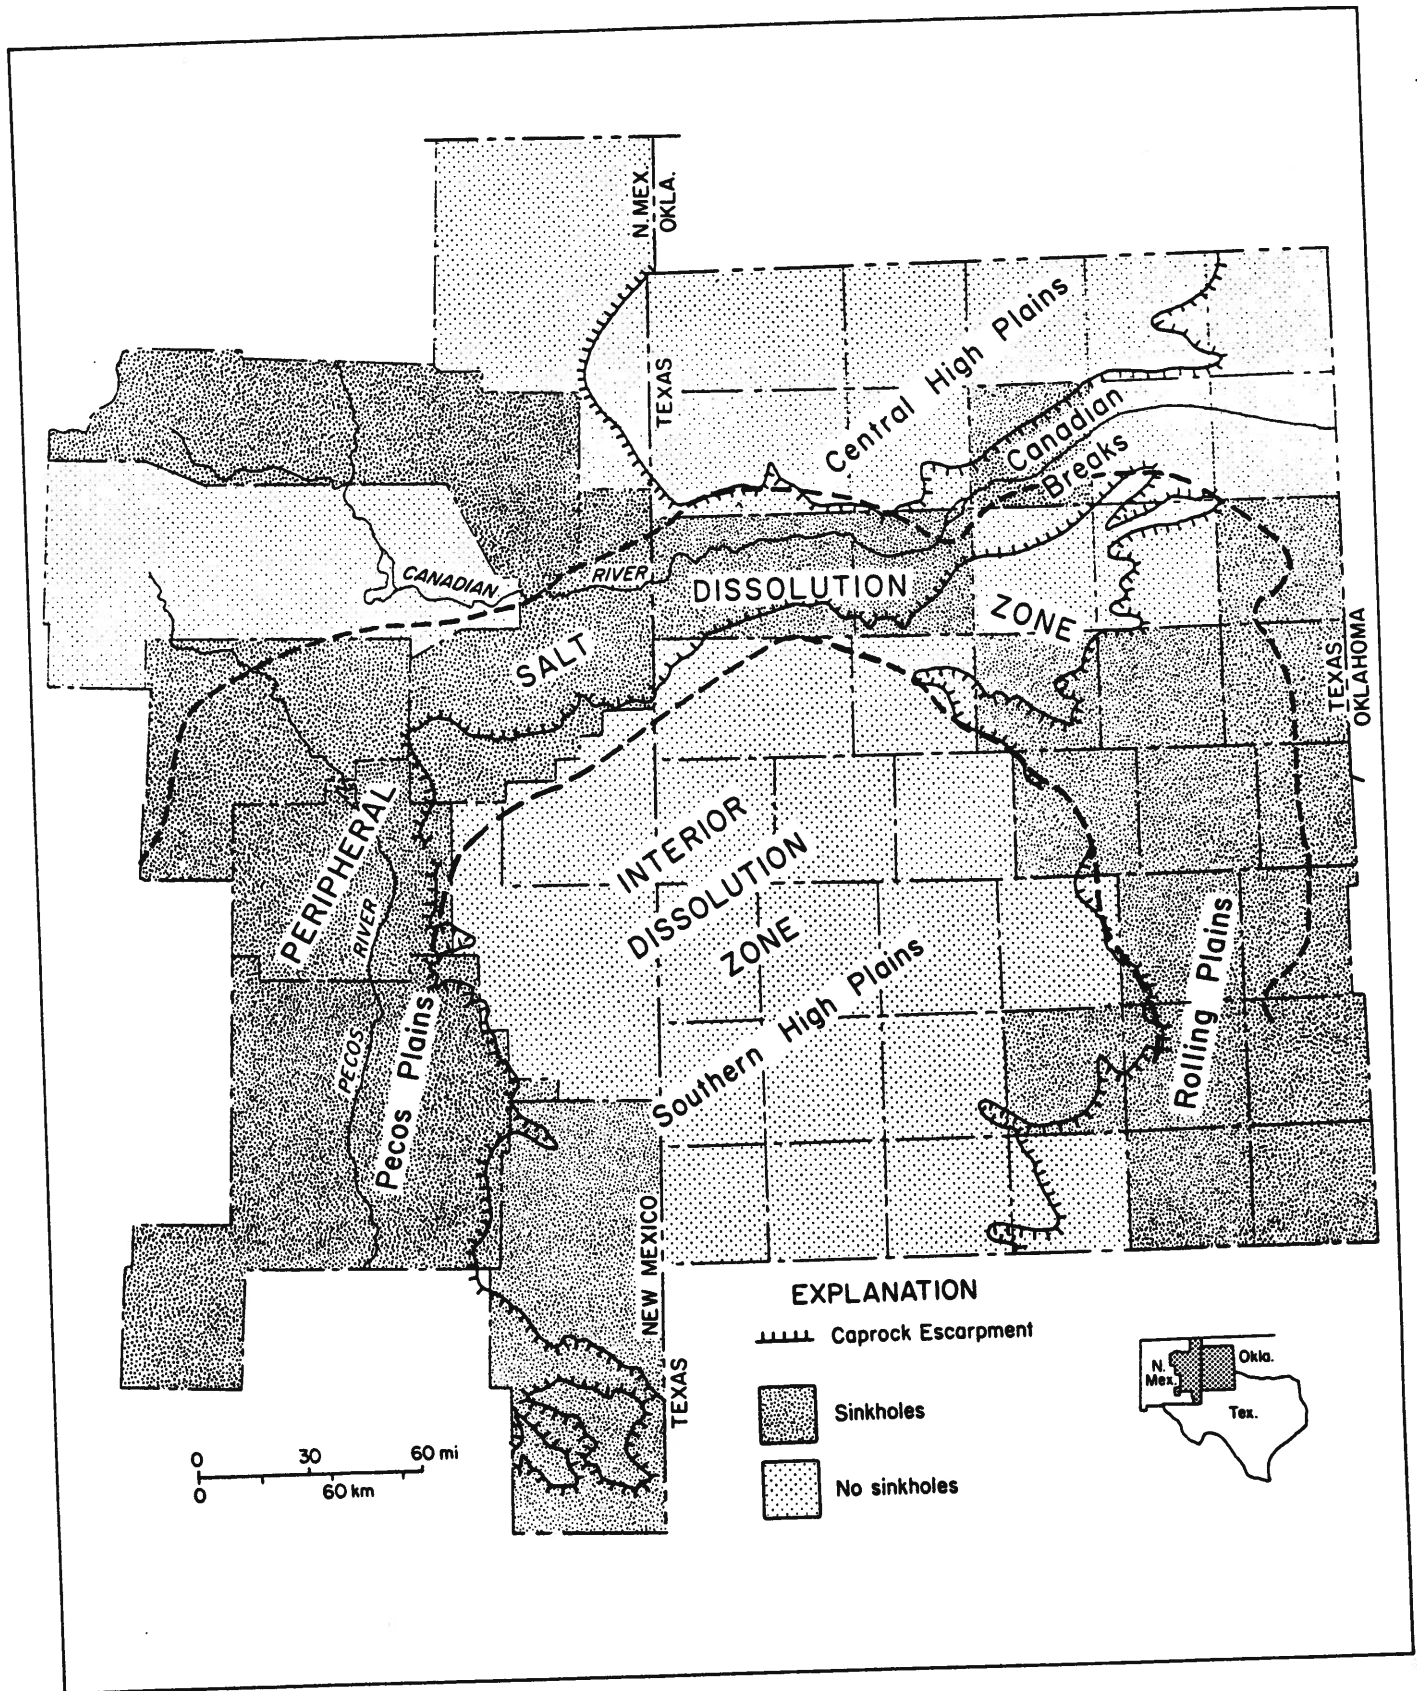 N. MEX.
OKLA.
TEXAS
Central High Plains
Canadian
Breaks
CANADIAN
RIVER
DISSOLUTION
ZONE
SALT
TEXAS
OKLAHOMA
PERIPHERAL
INTERIOR
DISSOLUTION
ZONE
Southern High Plains
RIVER
PECOS
Pecos Plains
Rolling Plains
NEW MEXICO
TEXAS
EXPLANATION
Caprock Escarpment
Sinkholes
No sinkholes
N.
Mex.
Okla.
Tex.
0 30 60 mi
0 60 km